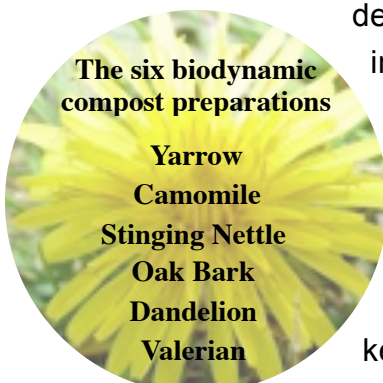 The six biodynamic
compost preparations
Yarrow
Camomile
Stinging Nettle
Oak Bark
Dandelion
Valerian